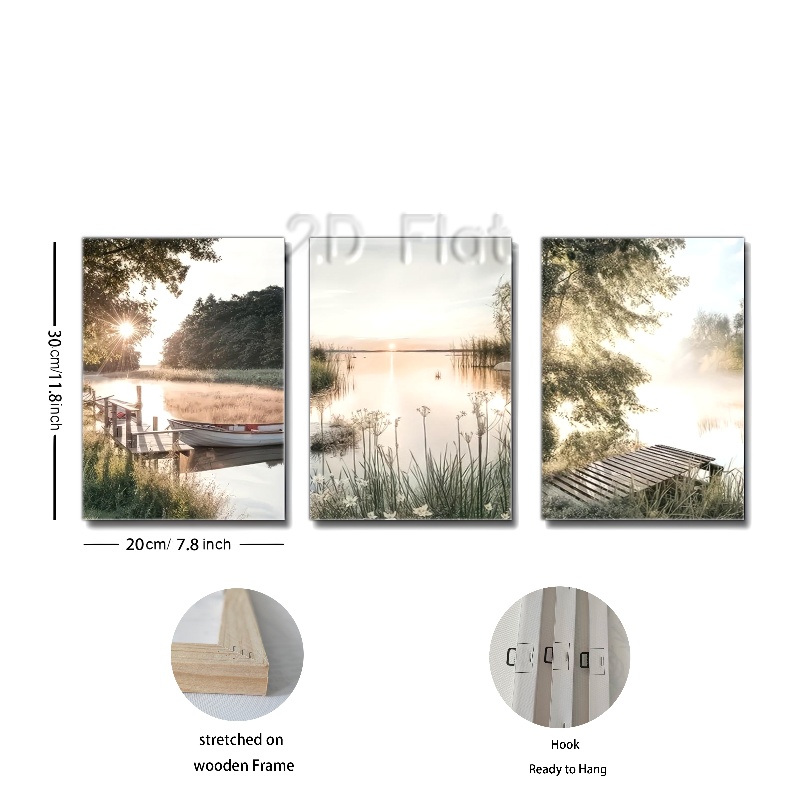 2D Flat
30cm/11.8inch
20cm/ 7.8 inch
stretched on
wooden Frame
Hook
Ready to Hang